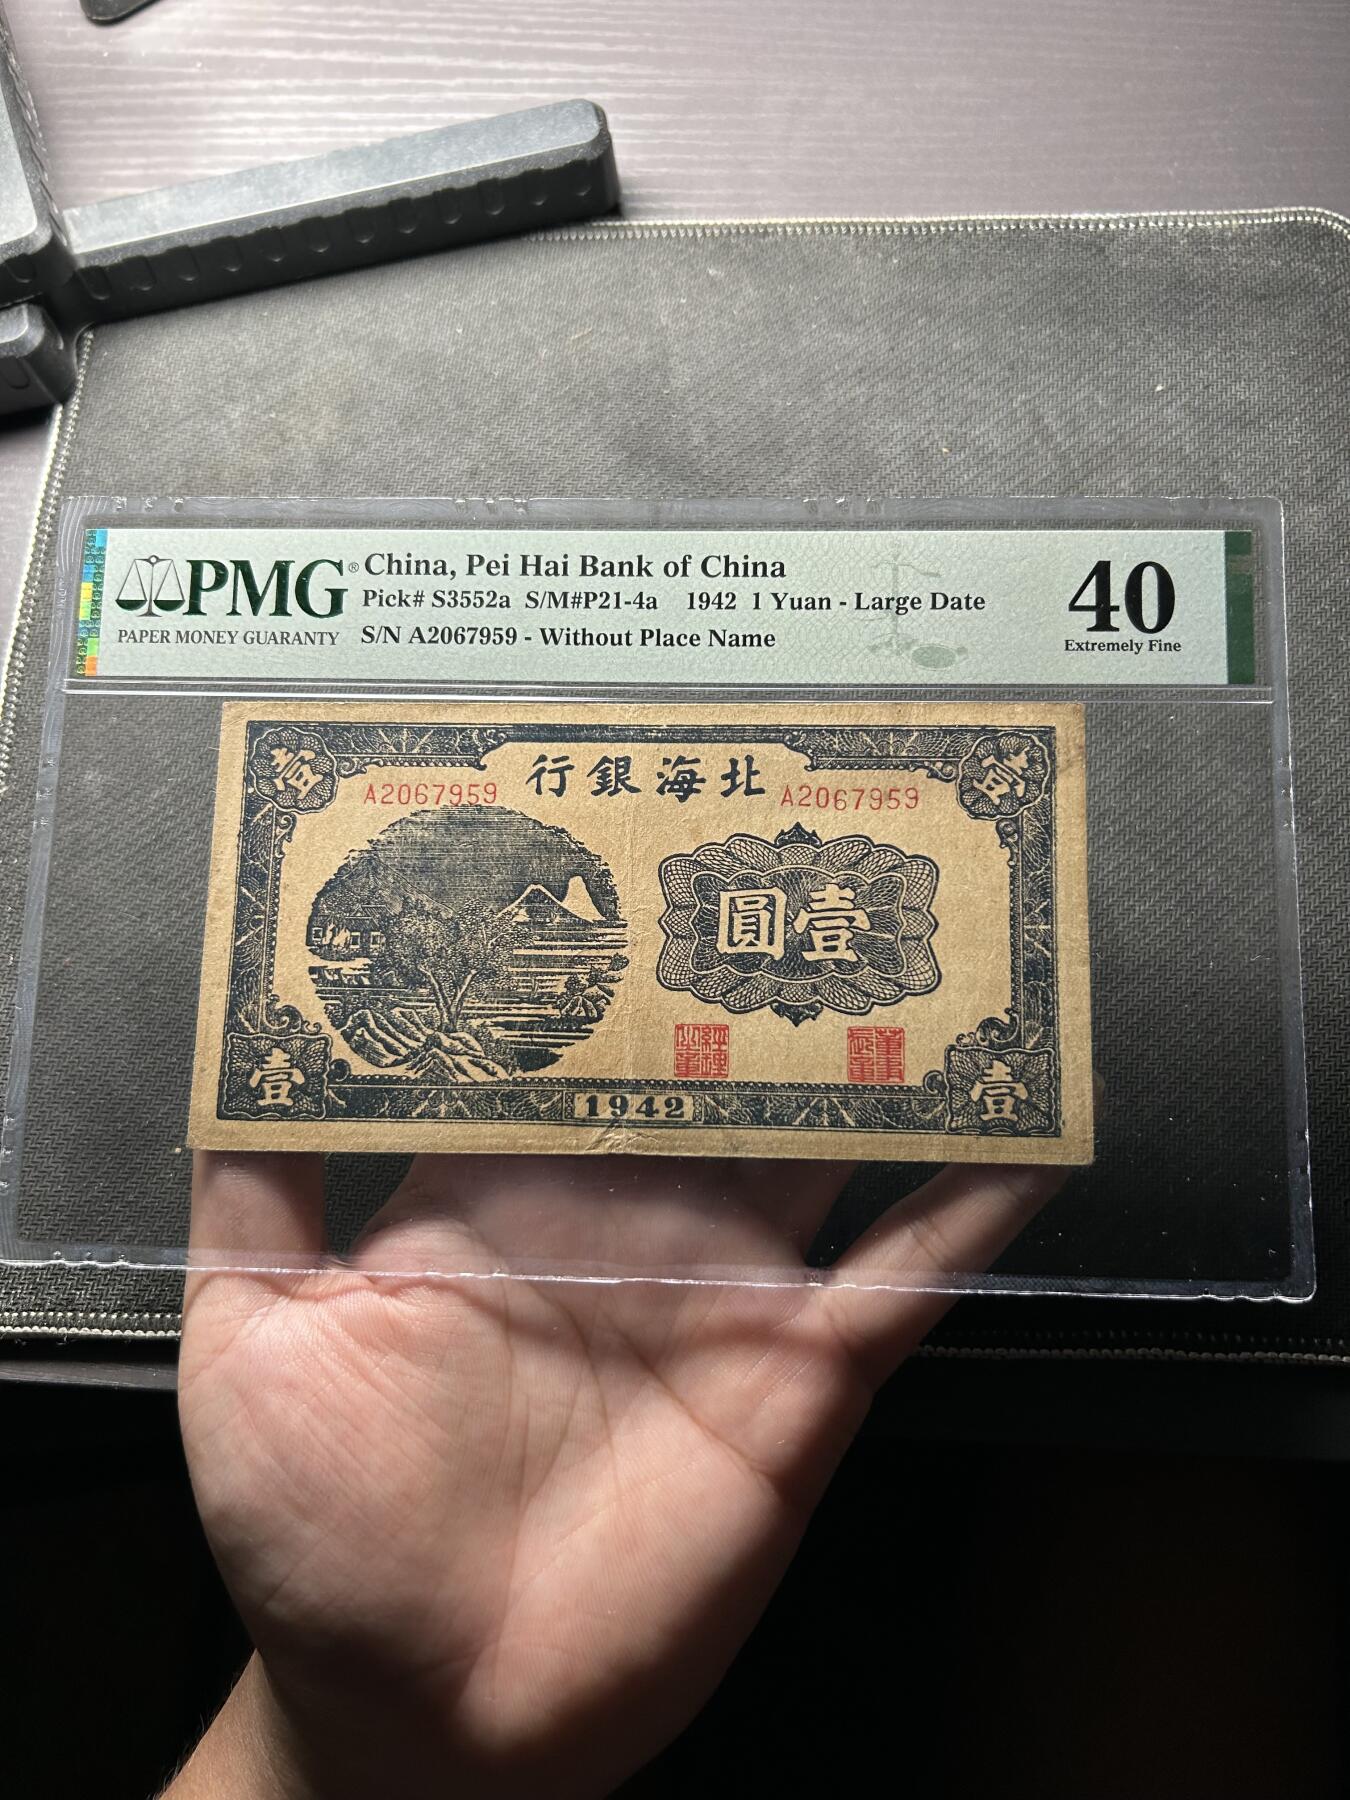 PMG®
PAPER MONEY GUARANTY
China, Pei Hai Bank of China
Pick# S3552a S/M#P21-4a 1942 1 Yuan - Large Date
S/N A2067959 - Without Place Name
40
Extremely Fine
行銀海北
A2067959 A2067959
壹 壹
圓壹
壹 壹
1942